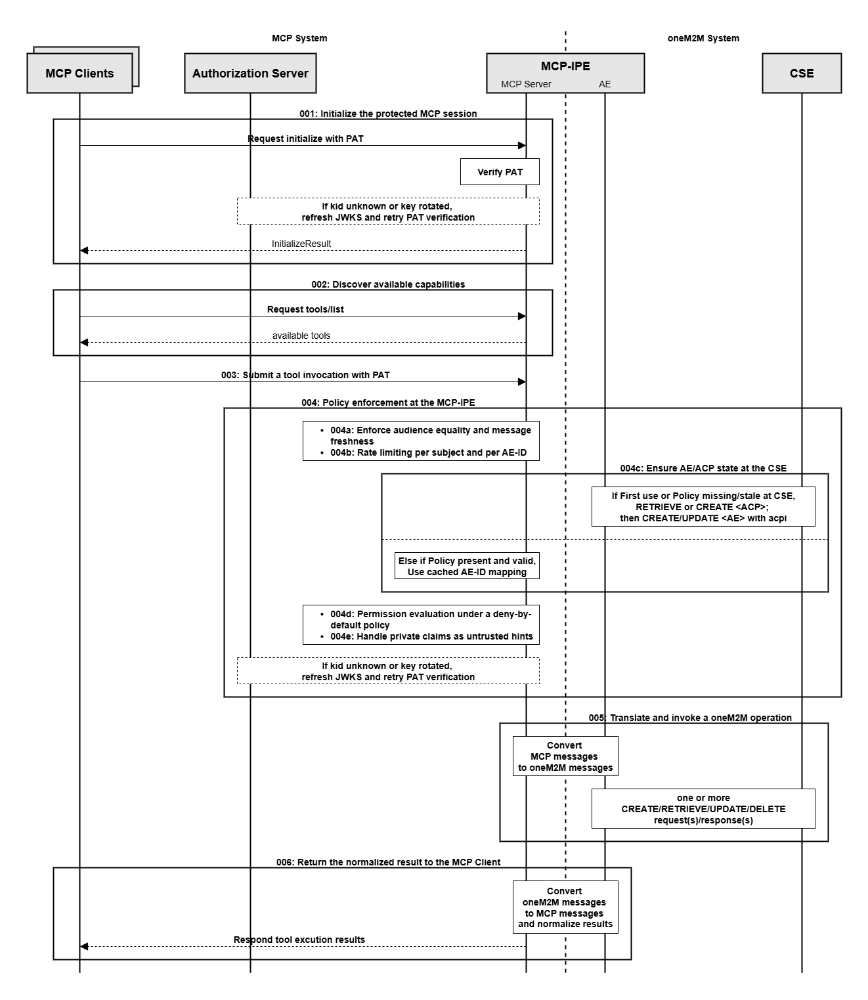 MCP System
oneM2M System
MCP Clients
Authorization Server
MCP-IPE
MCP Server
AE
CSE
001: Initialize the protected MCP session
Request initialize with PAT
Verify PAT
If kid unknown or key rotated,
refresh JWKS and retry PAT verification
InitializeResult
002: Discover available capabilities
Request tools/list
available tools
003: Submit a tool invocation with PAT
004: Policy enforcement at the MCP-IPE
• 004a: Enforce audience equality and message
freshness
• 004b: Rate limiting per subject and per AE-ID
004c: Ensure AE/ACP state at the CSE
If First use or Policy missing/stale at CSE,
RETRIEVE or CREATE <ACP>;
then CREATE/UPDATE <AE> with acpi
Else if Policy present and valid,
Use cached AE-ID mapping
• 004d: Permission evaluation under a deny-by-
default policy
• 004e: Handle private claims as untrusted hints
If kid unknown or key rotated,
refresh JWKS and retry PAT verification
005: Translate and invoke a oneM2M operation
Convert
MCP messages
to oneM2M messages
one or more
CREATE/RETRIEVE/UPDATE/DELETE
request(s)/response(s)
006: Return the normalized result to the MCP Client
Convert
oneM2M messages
to MCP messages
and normalize results
Respond tool excution results